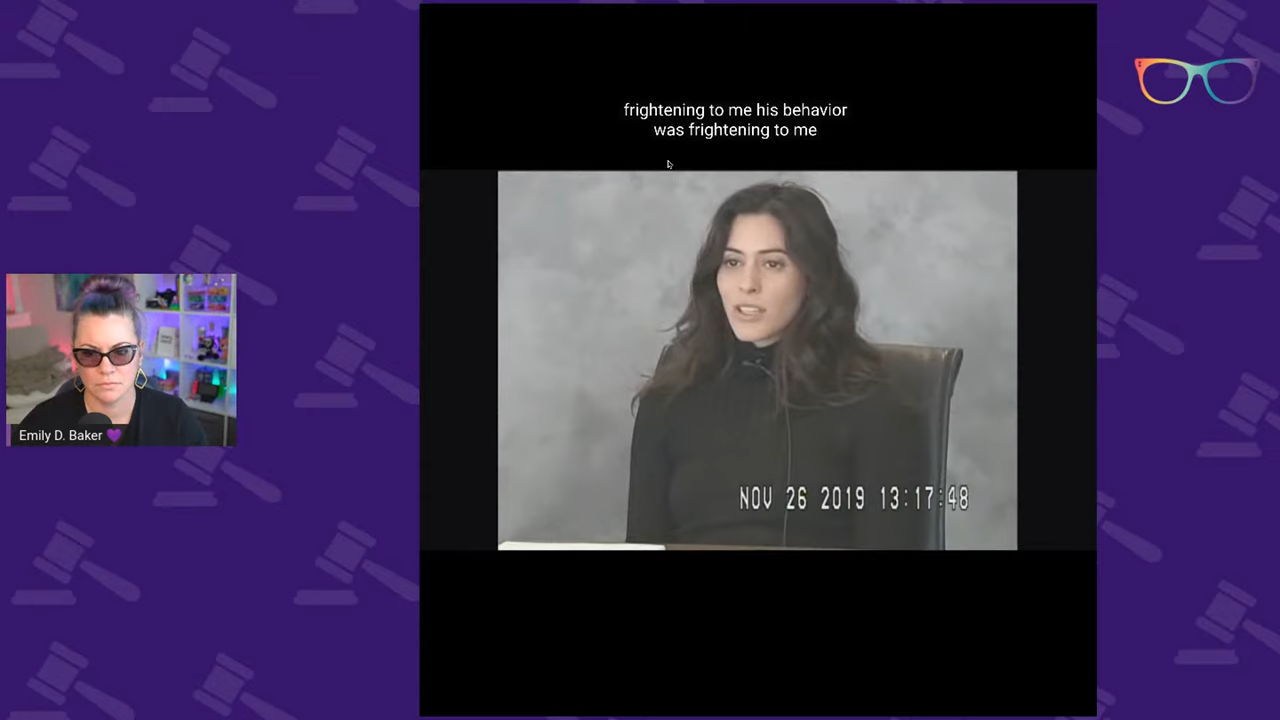 frightening to me his behavior
was frightening to me
Emily D. Baker 💜
NOV 26 2019 13:17:48